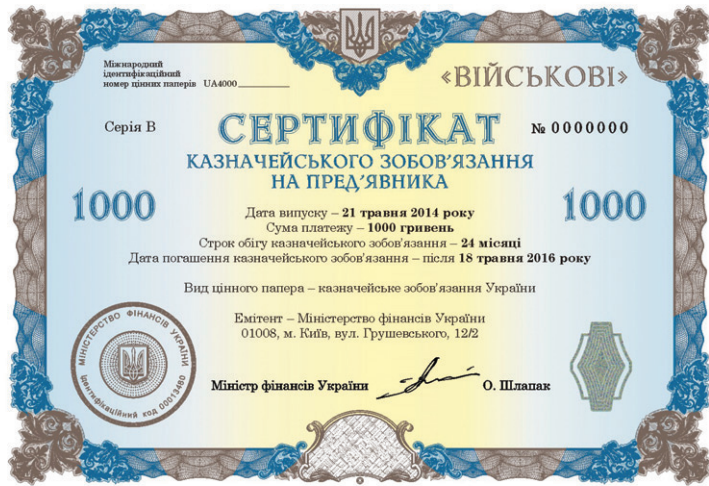 Міжнародний
ідентифікаційний
номер цінних паперів UA4000__________
«ВІЙСЬКОВІ»
Серія В
СЕРТИФІКАТ
№ 0000000
КАЗНАЧЕЙСЬКОГО ЗОБОВ'ЯЗАННЯ
НА ПРЕД'ЯВНИКА
1000
1000
Дата випуску – 21 травня 2014 року
Сума платежу – 1000 гривень
Строк обігу казначейського зобов'язання – 24 місяці
Дата погашення казначейського зобов'язання – після 18 травня 2016 року
Вид цінного папера – казначейське зобов'язання України
Емітент – Міністерство фінансів України
01008, м. Київ, вул. Грушевського, 12/2
МІНІСТЕРСТВО ФІНАНСІВ УКРАЇНИ
Ідентифікаційний код 00013480
Міністр фінансів України
О. Шлапак